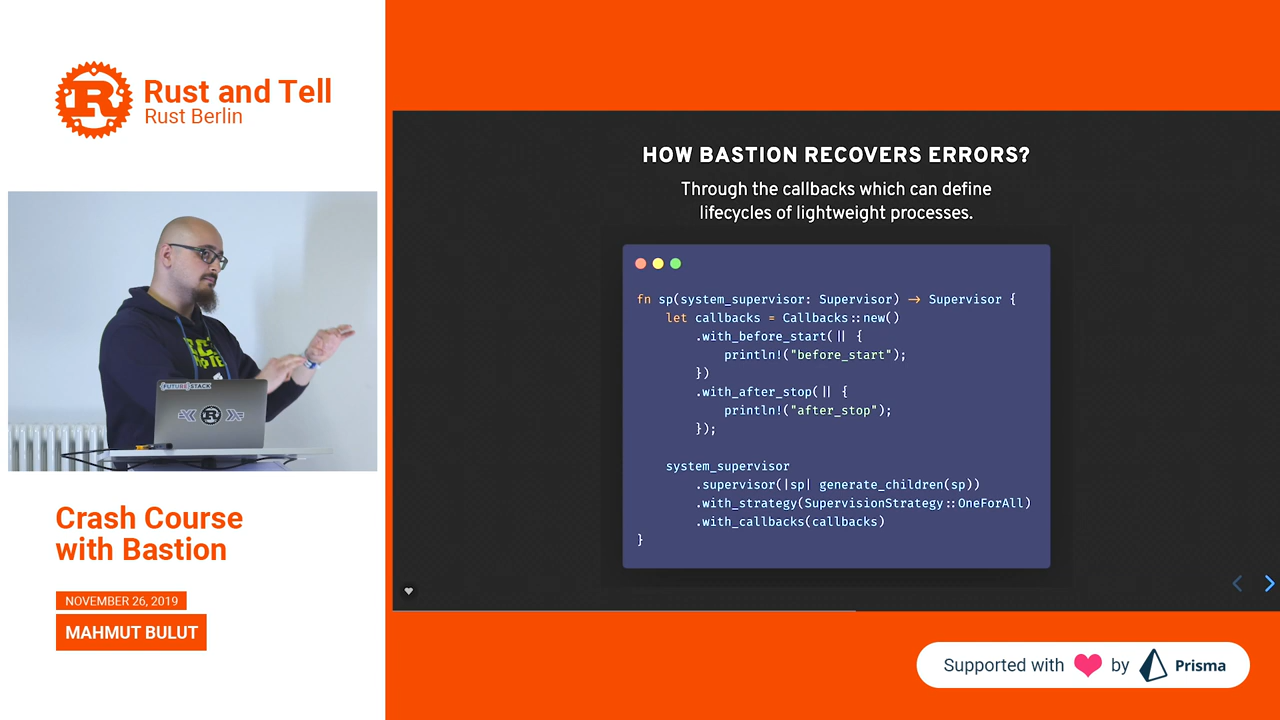 Rust and Tell
Rust Berlin
FUTURE STACK
Crash Course
with Bastion
NOVEMBER 26, 2019
MAHMUT BULUT
HOW BASTION RECOVERS ERRORS?
Through the callbacks which can define
lifecycles of lightweight processes.
fn sp(system_supervisor: Supervisor) → Supervisor {
    let callbacks = Callbacks::new()
        .with_before_start(|| {
            println!("before_start");
        })
        .with_after_stop(|| {
            println!("after_stop");
        });
    system_supervisor
        .supervisor(|sp| generate_children(sp))
        .with_strategy(SupervisionStrategy::OneForAll)
        .with_callbacks(callbacks)
}
Supported with ❤ by Prisma